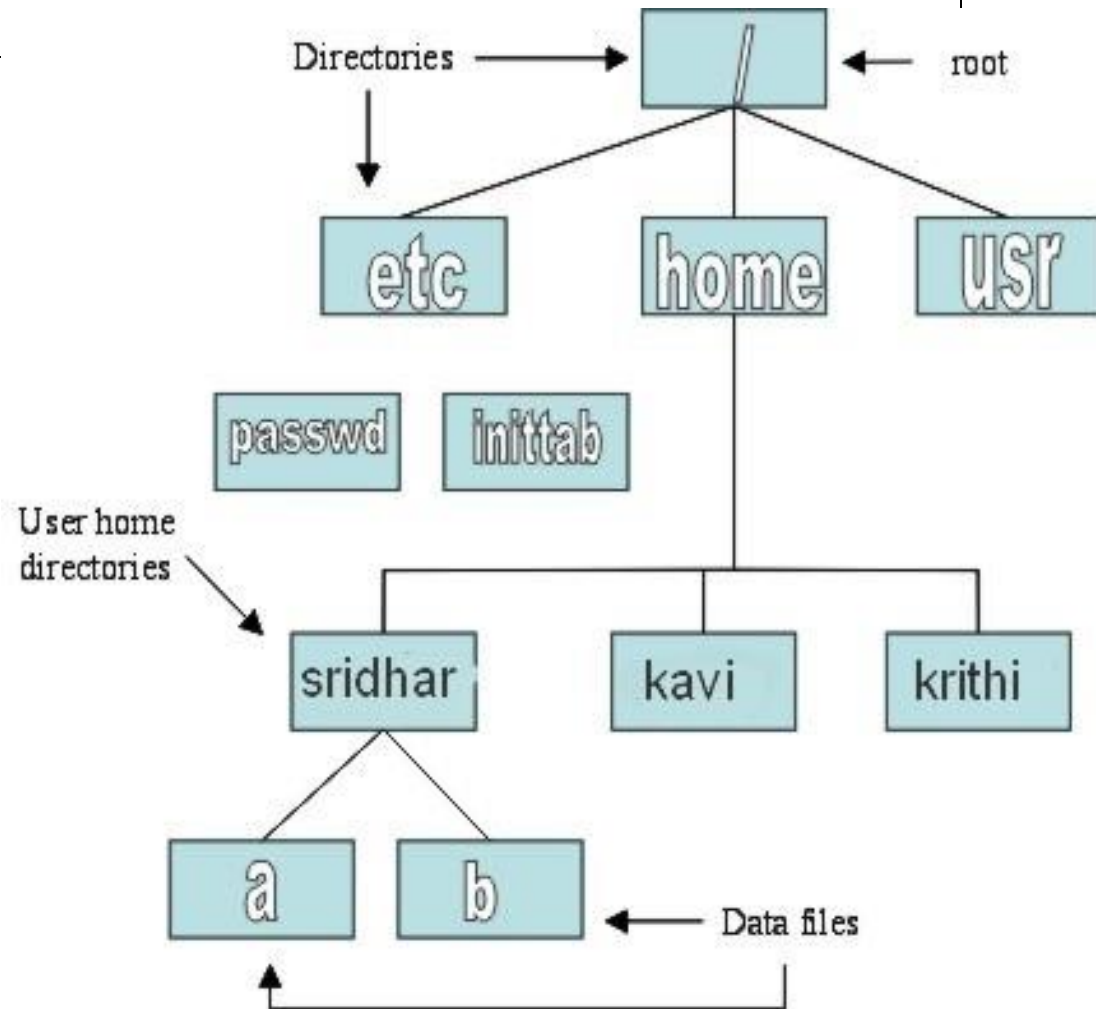 /
Directories
root
etc
home
usr
passwd
inittab
User home
directories
sridhar
kavi
krithi
a
b
Data files